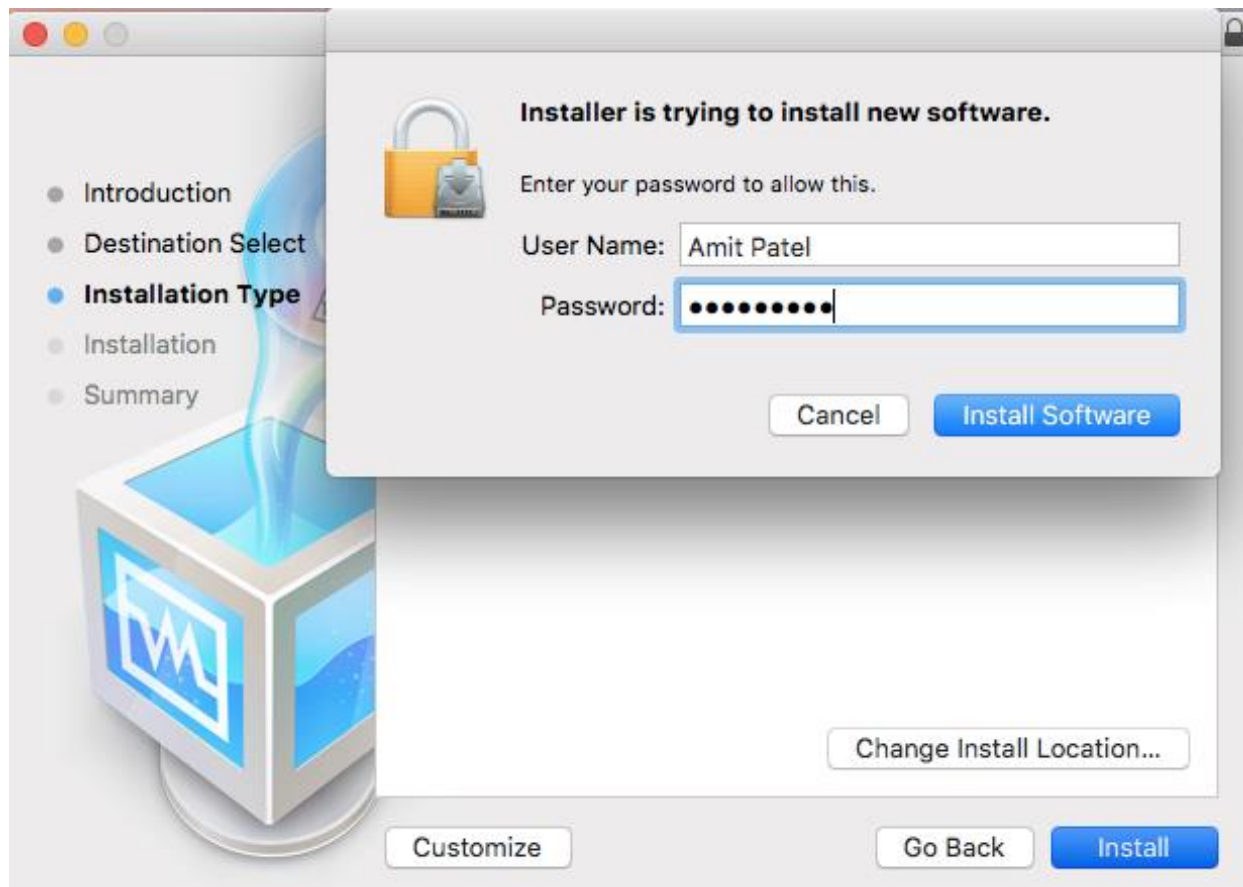 Installer is trying to install new software.
Enter your password to allow this.
User Name: Amit Patel
Password: •••••••••
Cancel Install Software
Introduction
Destination Select
Installation Type
Installation
Summary
Change Install Location...
Customize Go Back Install